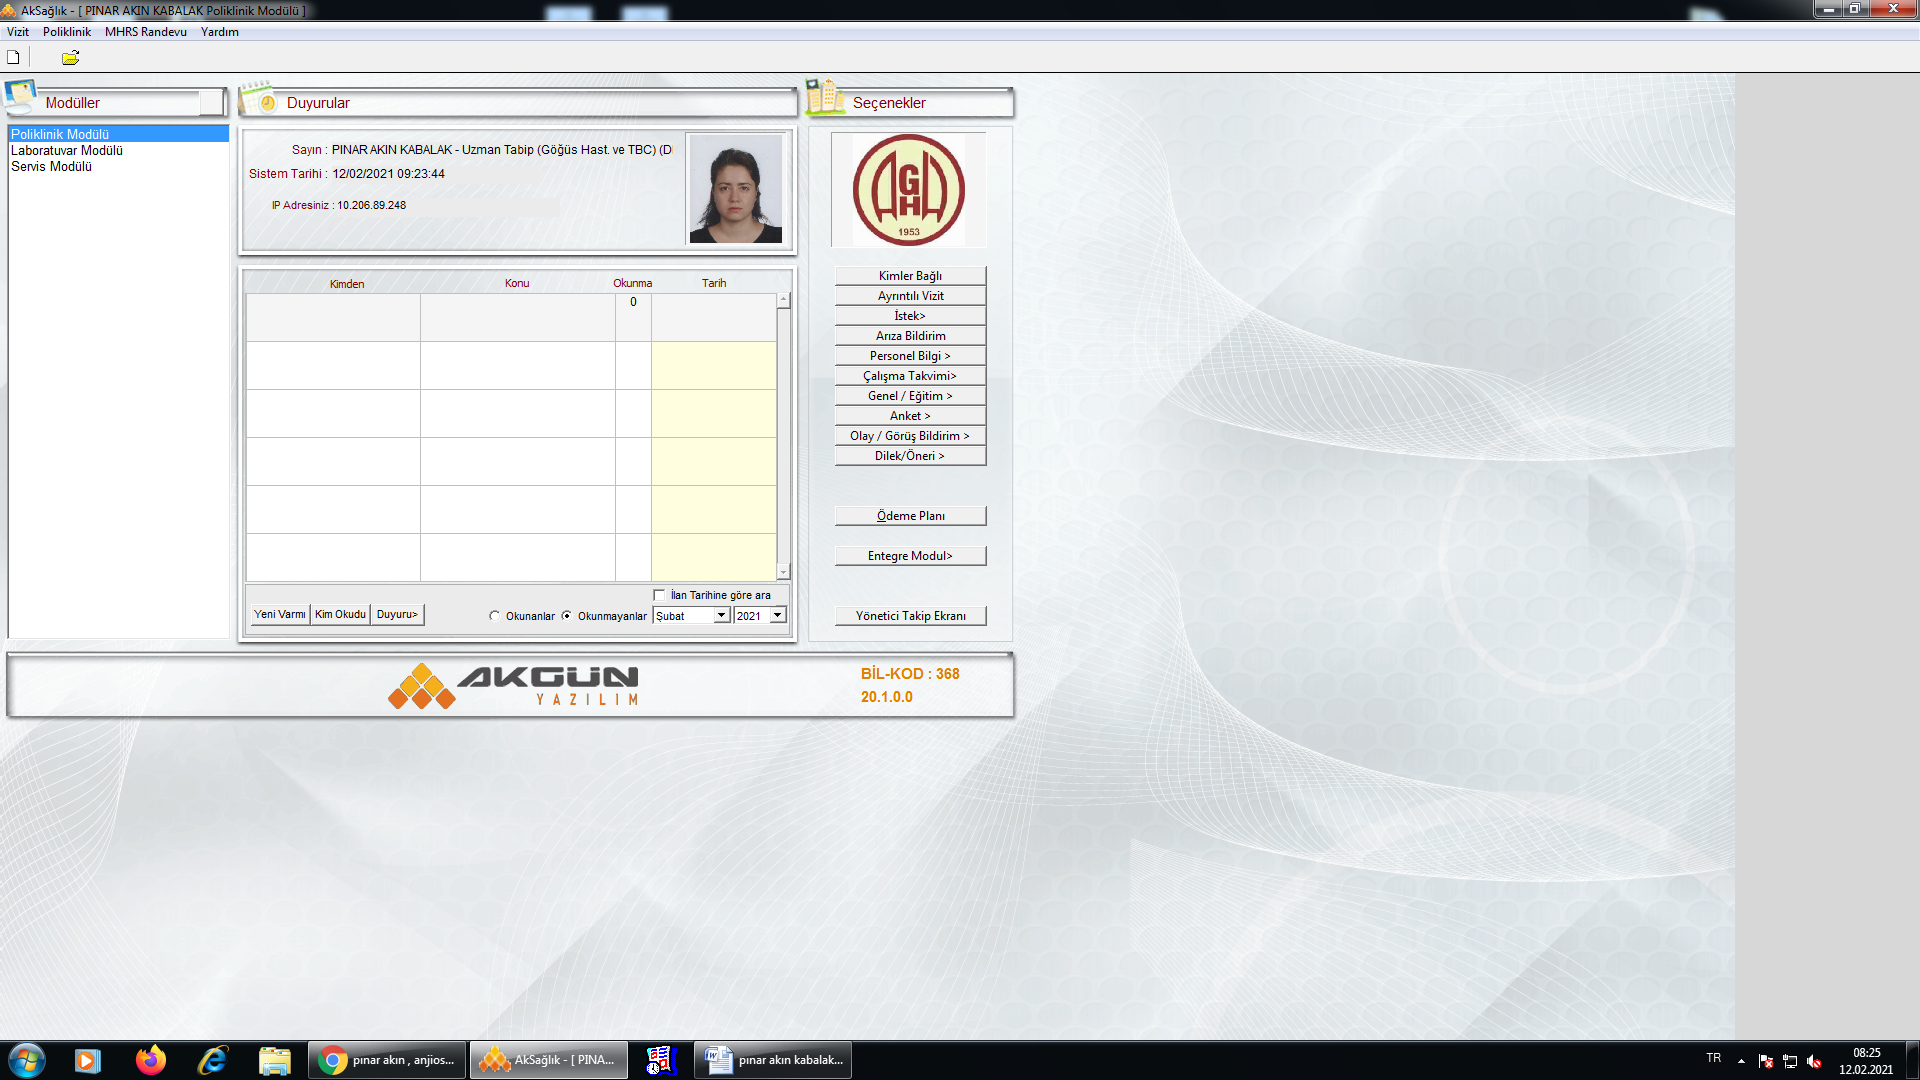 AkSağlık - [ PINAR AKIN KABALAK Poliklinik Modülü ]
Vizit Poliklinik MHRS Randevu Yardım
Modüller
Poliklinik Modülü
Laboratuvar Modülü
Servis Modülü
Duyurular
Sayın : PINAR AKIN KABALAK - Uzman Tabip (Göğüs Hast. ve TBC) (D
Sistem Tarihi : 12/02/2021 09:23:44
IP Adresiniz : 10.206.89.248
Kimden Konu Okunma Tarih
0
İlan Tarihine göre ara
Yeni Varmı Kim Okudu Duyuru> Okunanlar Okunmayanlar Şubat 2021
Seçenekler
AGHH
1953
Kimler Bağlı
Ayrıntılı Vizit
İstek>
Arıza Bildirim
Personel Bilgi >
Çalışma Takvimi>
Genel / Eğitim >
Anket >
Olay / Görüş Bildirim >
Dilek/Öneri >
Ödeme Planı
Entegre Modul>
Yönetici Takip Ekranı
AKGÜN
YAZILIM
BİL-KOD : 368
20.1.0.0
pınar akın , anjios...
AkSağlık - [ PINA...
pınar akın kabalak...
TR
08:25
12.02.2021